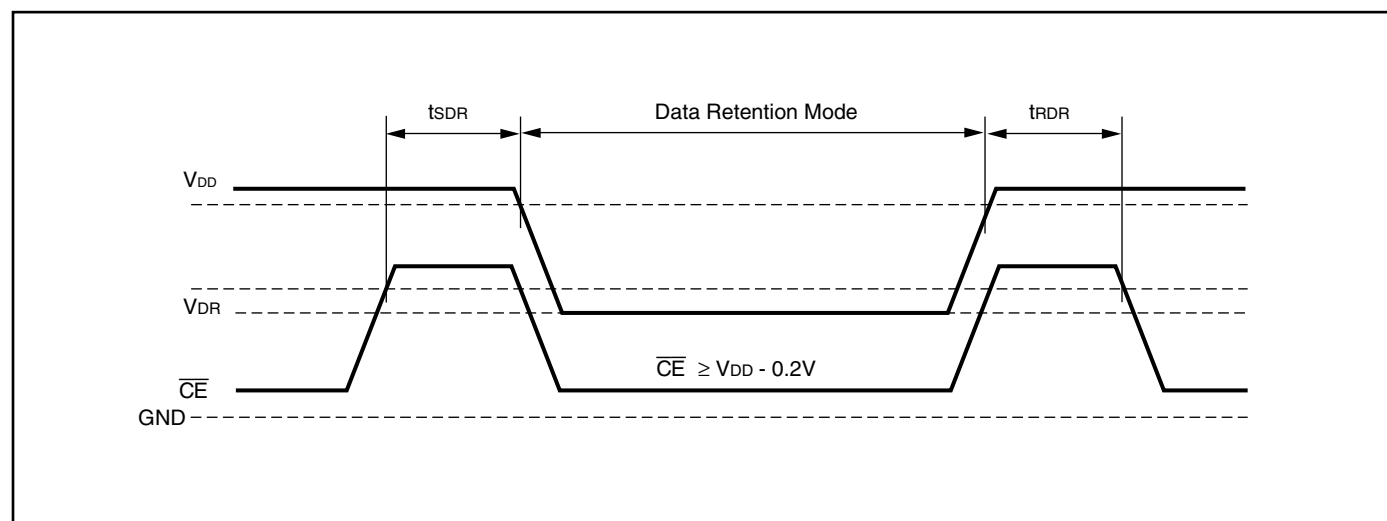 tSDR
Data Retention Mode
tRDR
VDD
VDR
CE ≥ VDD - 0.2V
CE
GND